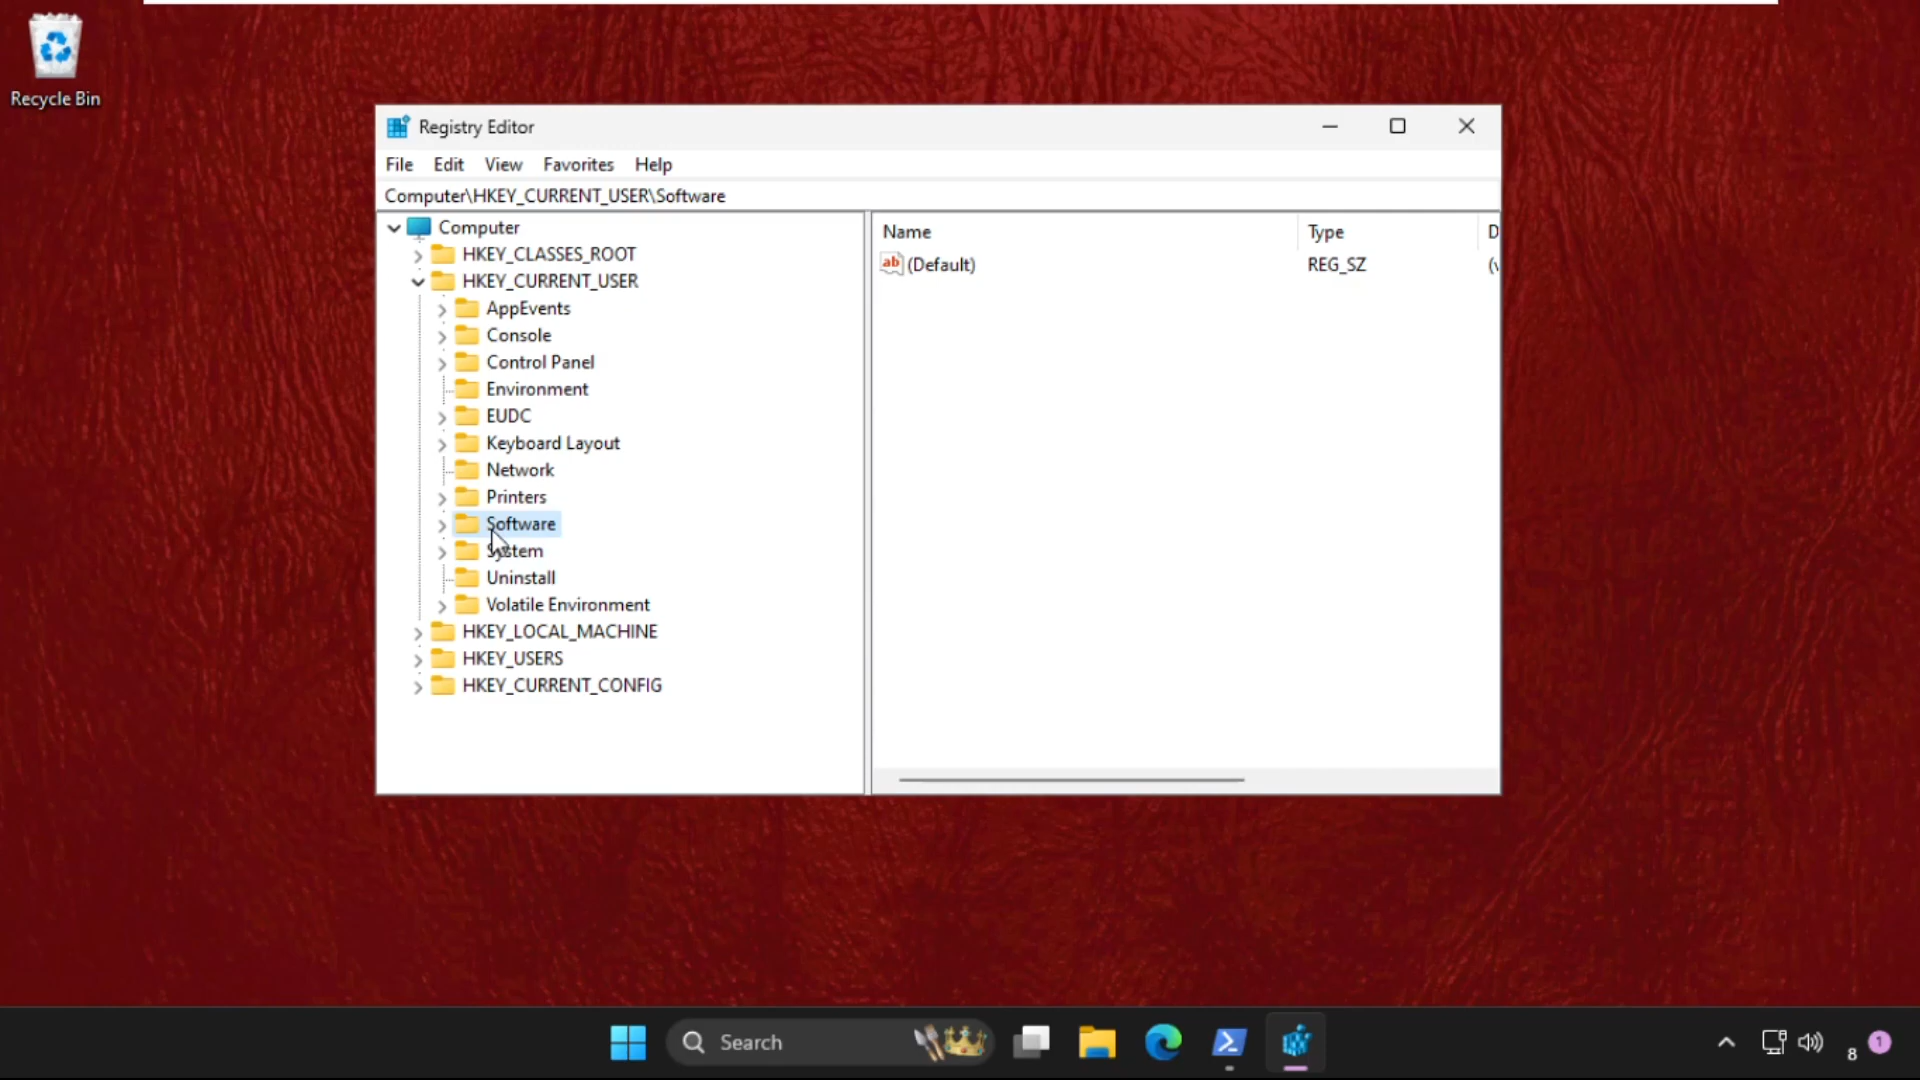 Recycle Bin
Registry Editor
File Edit View Favorites Help
Computer\HKEY_CURRENT_USER\Software
Computer
HKEY_CLASSES_ROOT
HKEY_CURRENT_USER
AppEvents
Console
Control Panel
Environment
EUDC
Keyboard Layout
Network
Printers
Software
System
Uninstall
Volatile Environment
HKEY_LOCAL_MACHINE
HKEY_USERS
HKEY_CURRENT_CONFIG
Name Type D
ab (Default) REG_SZ (v
Search
8 1